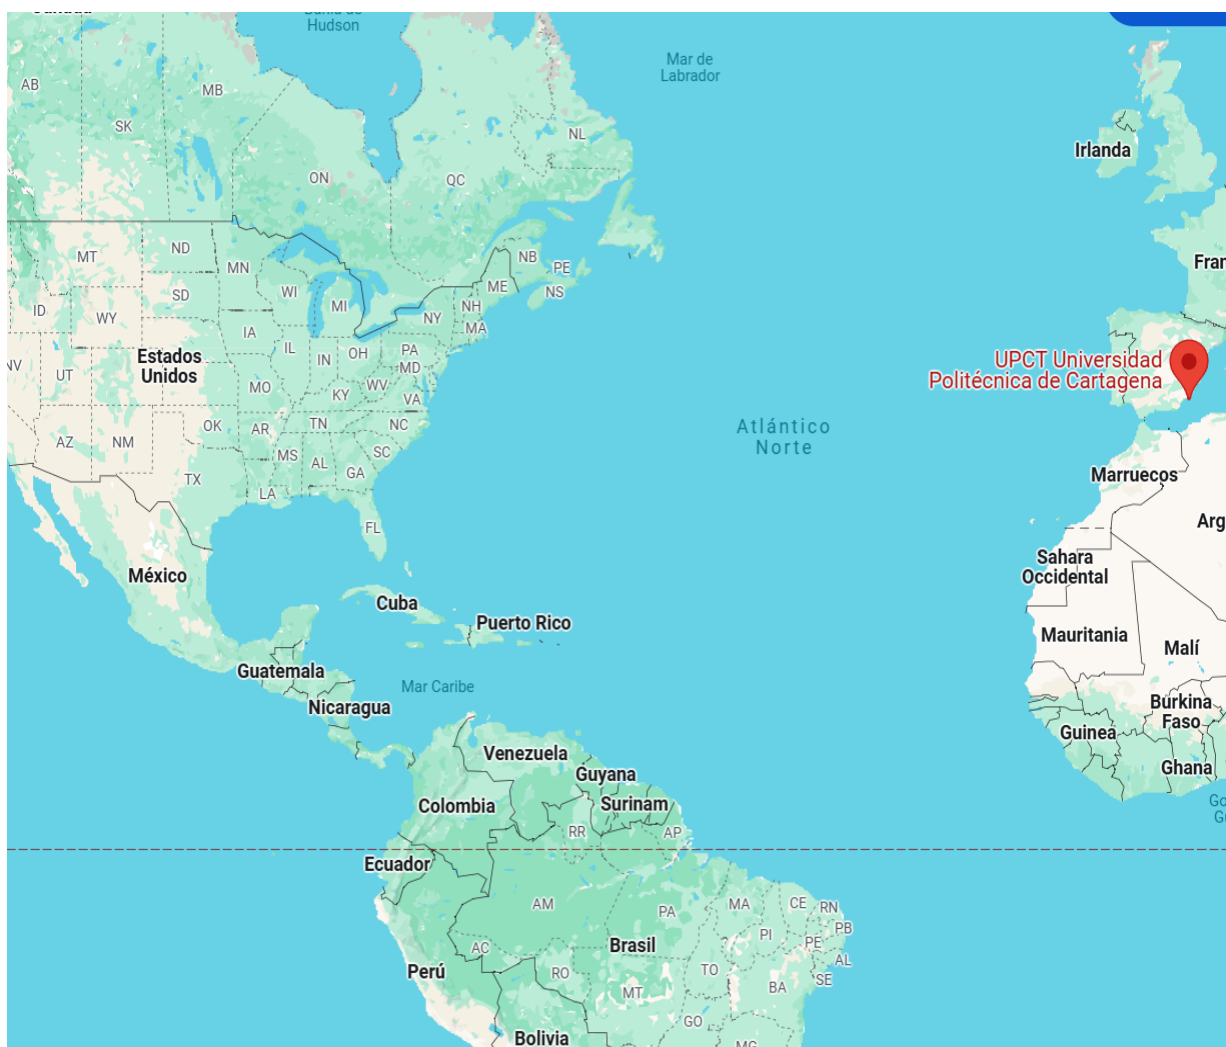 Hudson
Mar de
Labrador
AB
MB
SK
NL
ON
QC
Irlanda
MT
ND
MN
NB
PE
ME
NS
WI
SD
MI
ID
WY
NH
NY
MA
IA
IL
IN
OH
PA
MD
NV
UT
Estados
Unidos
MO
KY
WV
VA
UPCT Universidad
Politécnica de Cartagena
AZ
NM
OK
AR
TN
NC
MS
AL
GA
SC
TX
LA
FL
Atlántico
Norte
Marruecos
México
Cuba
Puerto Rico
Sahara
Occidental
Mauritania
Malí
Guatemala
Nicaragua
Mar Caribe
Burkina
Faso
Guinea
Ghana
Venezuela
Guyana
Surinam
Colombia
RR
AP
Ecuador
AM
PA
MA
CE
RN
PB
PI
PE
AL
SE
Brasil
AC
RO
TO
BA
Perú
MT
GO
Bolivia
MG
Fran
Arg